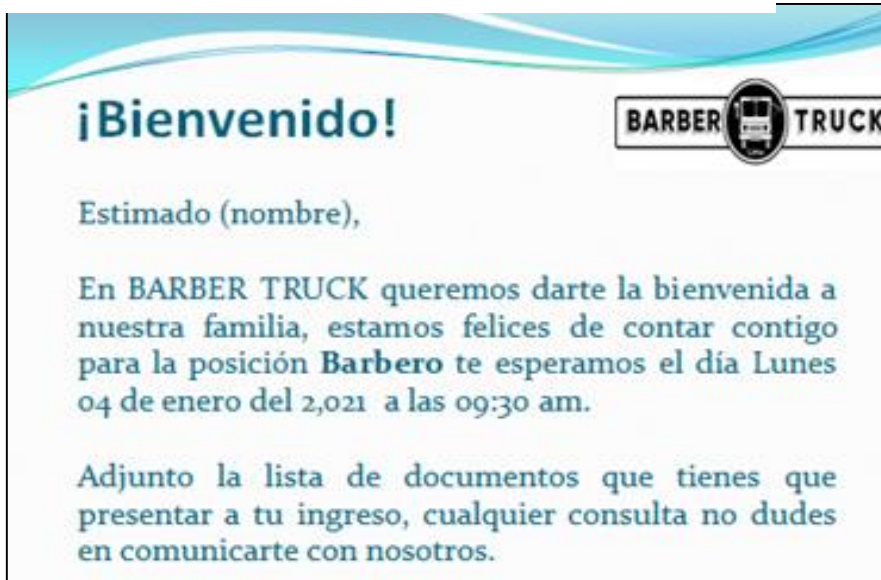 ¡Bienvenido!
BARBER TRUCK
Estimado (nombre),
En BARBER TRUCK queremos darte la bienvenida a
nuestra familia, estamos felices de contar contigo
para la posición Barbero te esperamos el día Lunes
04 de enero del 2,021 a las 09:30 am.
Adjunto la lista de documentos que tienes que
presentar a tu ingreso, cualquier consulta no dudes
en comunicarte con nosotros.